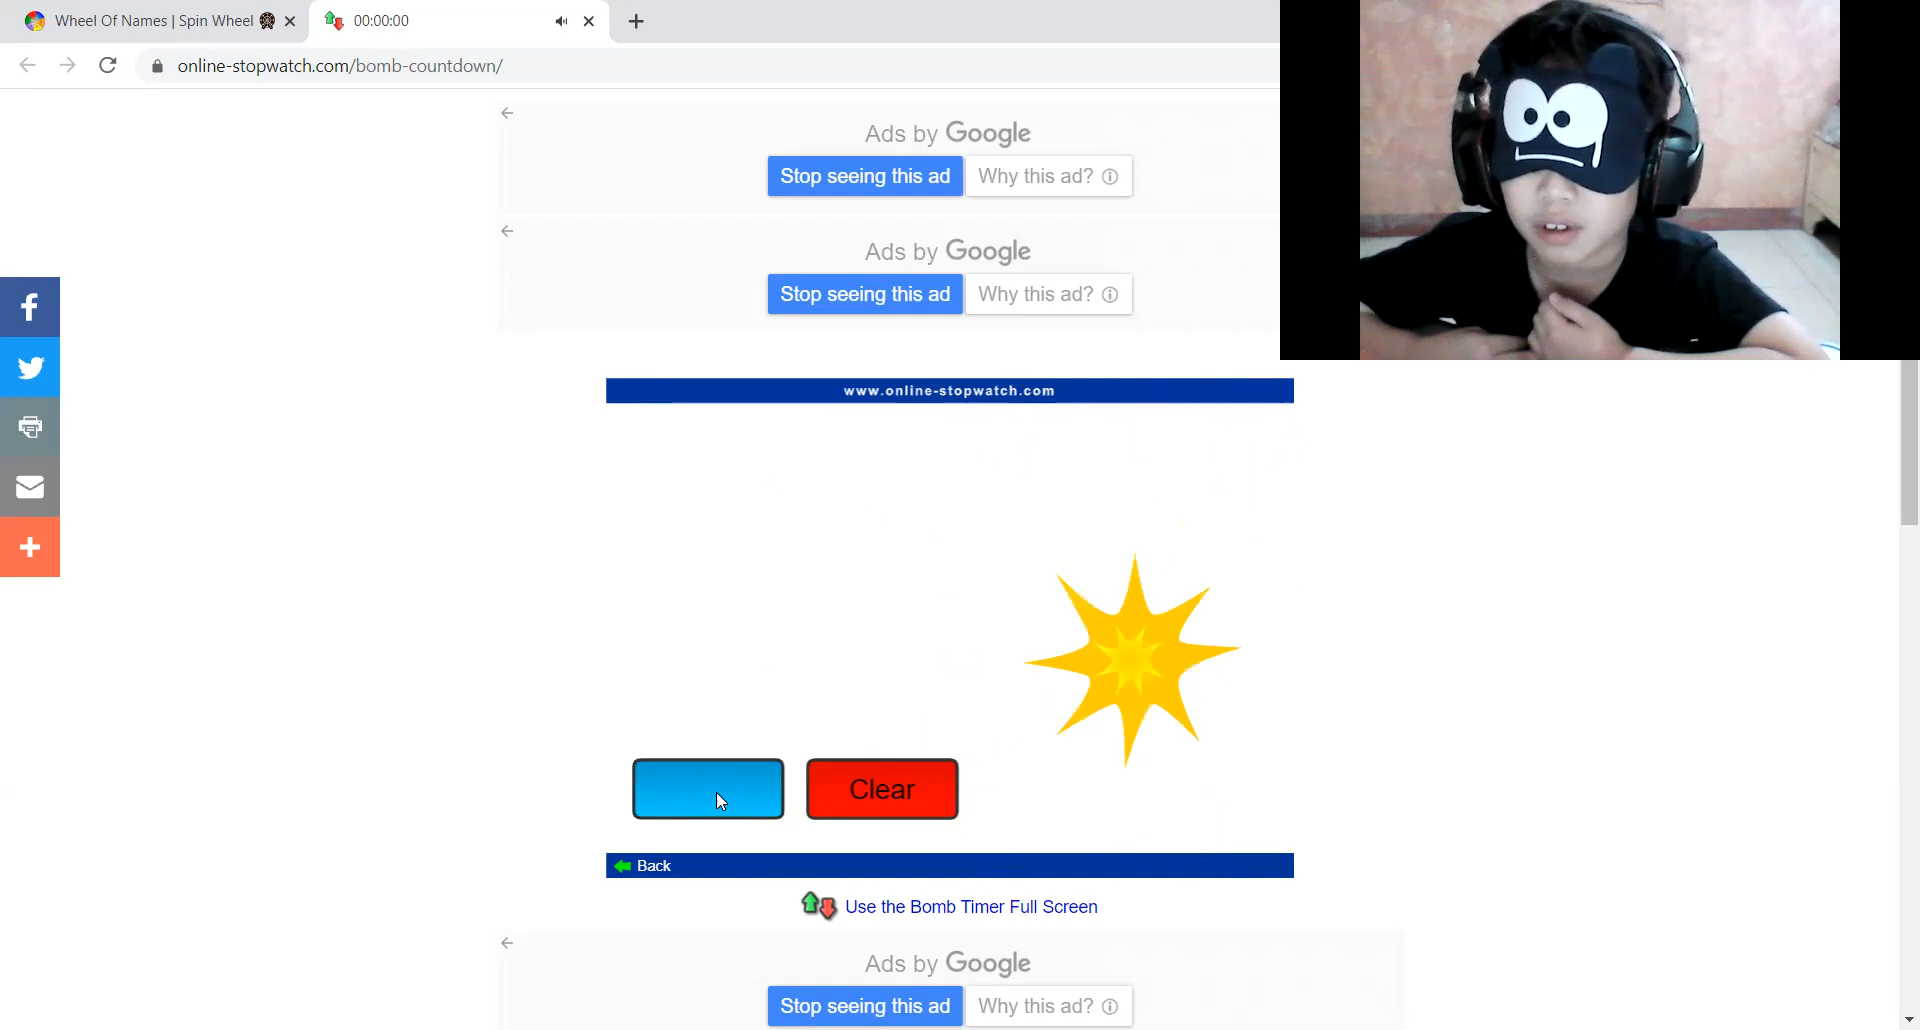 Wheel Of Names | Spin Wheel
00:00:00
online-stopwatch.com/bomb-countdown/
Ads by Google
Stop seeing this ad Why this ad?
Ads by Google
Stop seeing this ad Why this ad?
www.online-stopwatch.com
Clear
Back
Use the Bomb Timer Full Screen
Ads by Google
Stop seeing this ad Why this ad?